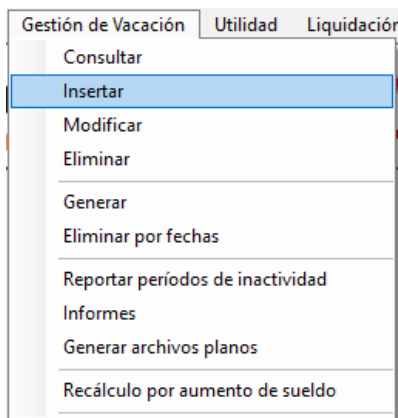 Gestión de Vacación Utilidad Liquidación
Consultar
Insertar
Modificar
Eliminar
Generar
Eliminar por fechas
Reportar períodos de inactividad
Informes
Generar archivos planos
Recálculo por aumento de sueldo